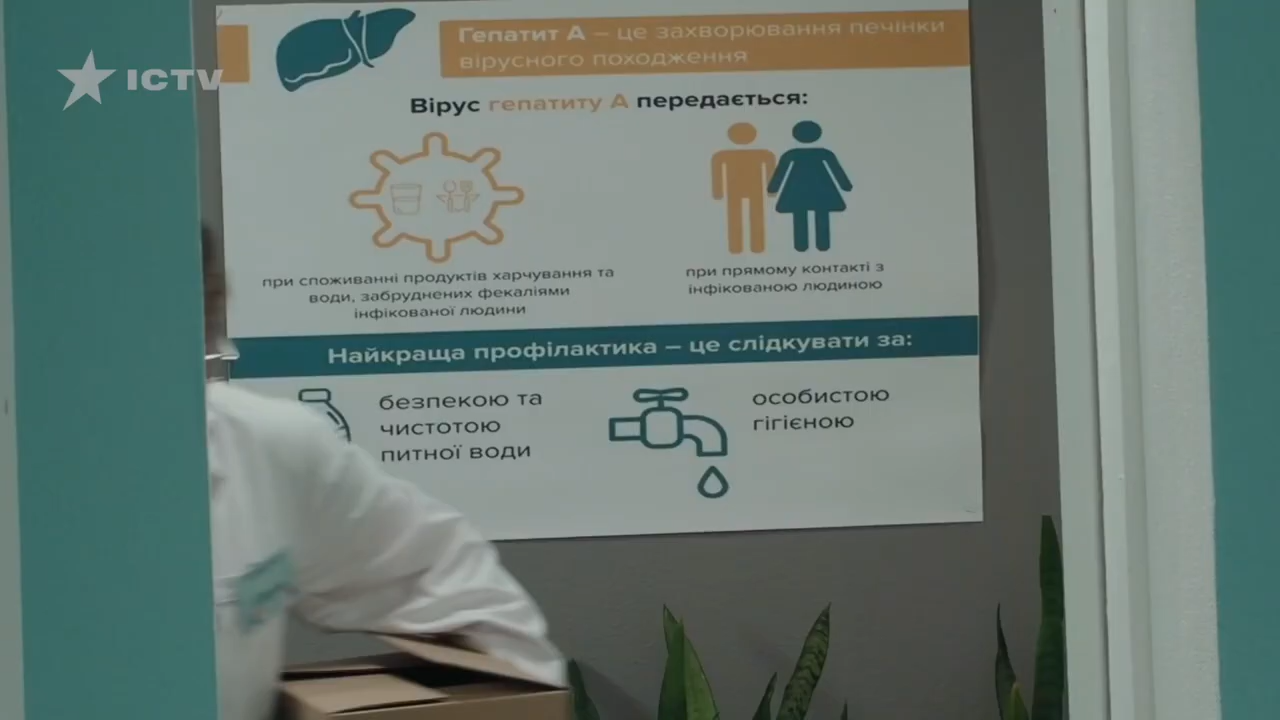 ICTV
Гепатит А – це захворювання печінки
вірусного походження
Вірус гепатиту А передається:
при споживанні продуктів харчування та
води, забруднених фекаліями
інфікованої людини
при прямому контакті з
інфікованою людиною
Найкраща профілактика – це слідкувати за:
безпекою та
чистотою
питної води
особистою
гігієною